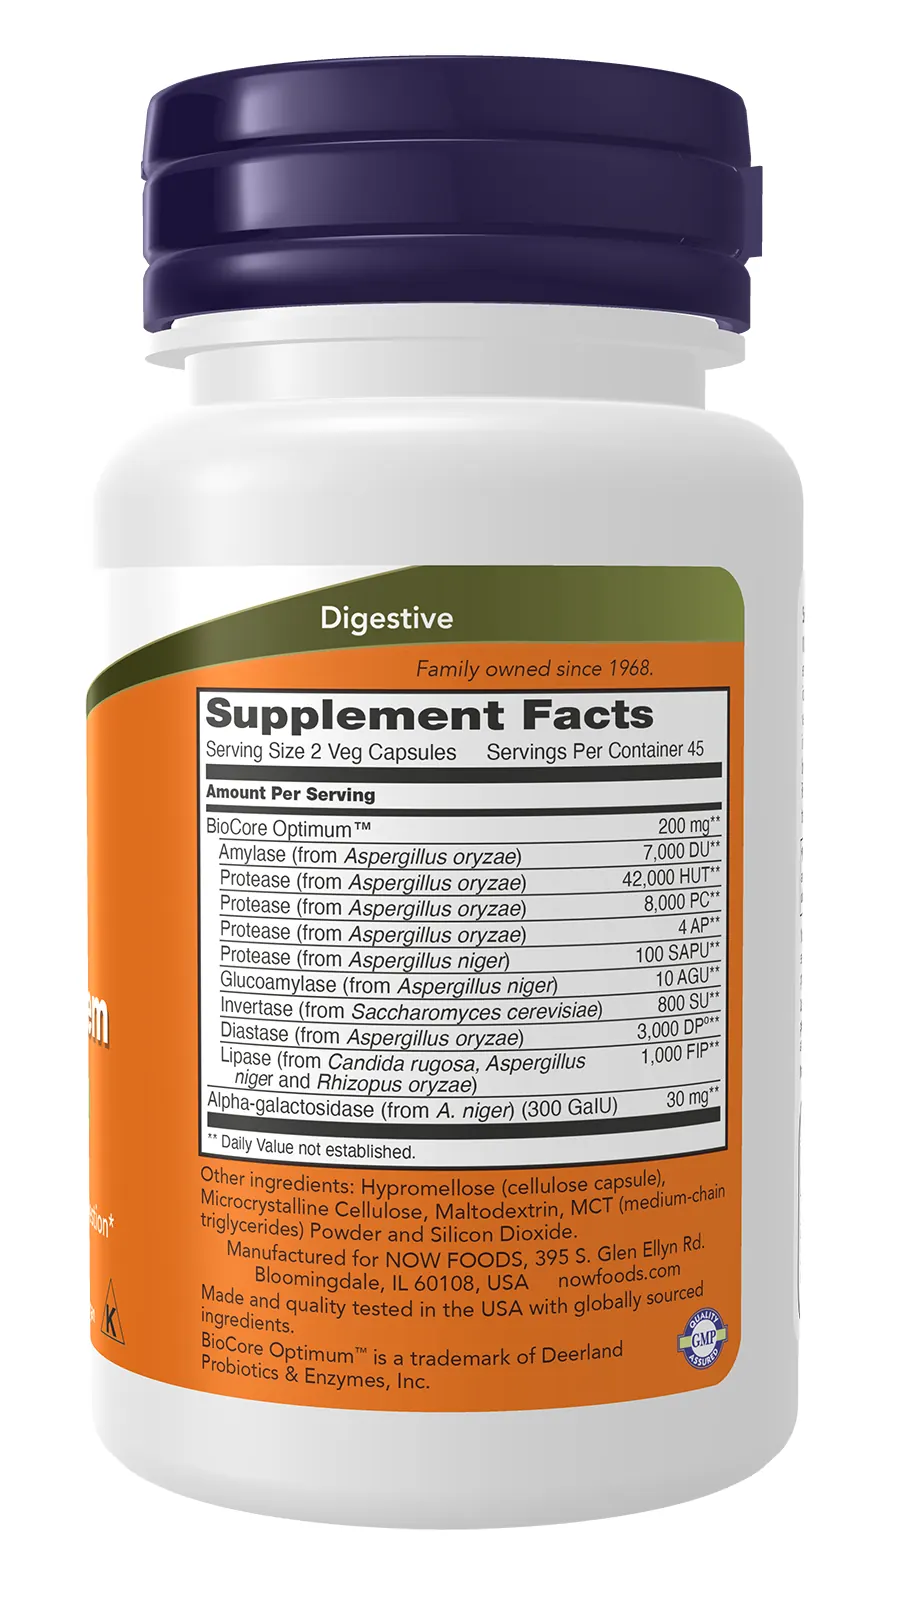 Digestive
Family owned since 1968.
Supplement Facts
Serving Size 2 Veg Capsules Servings Per Container 45
Amount Per Serving
BioCore Optimum™ 200 mg**
Amylase (from Aspergillus oryzae) 7,000 DU**
Protease (from Aspergillus oryzae) 42,000 HUT**
Protease (from Aspergillus oryzae) 8,000 PC**
Protease (from Aspergillus oryzae) 4 AP**
Protease (from Aspergillus niger) 100 SAPU**
Glucoamylase (from Aspergillus niger) 10 AGU**
Invertase (from Saccharomyces cerevisiae) 800 SU**
Diastase (from Aspergillus oryzae) 3,000 DPº**
Lipase (from Candida rugosa, Aspergillus 1,000 FIP**
niger and Rhizopus oryzae)
Alpha-galactosidase (from A. niger) (300 GalU) 30 mg**
** Daily Value not established.
Other ingredients: Hypromellose (cellulose capsule),
Microcrystalline Cellulose, Maltodextrin, MCT (medium-chain
triglycerides) Powder and Silicon Dioxide.
Manufactured for NOW FOODS, 395 S. Glen Ellyn Rd.
Bloomingdale, IL 60108, USA nowfoods.com
Made and quality tested in the USA with globally sourced
ingredients.
BioCore Optimum™ is a trademark of Deerland
Probiotics & Enzymes, Inc.
QUALITY
GMP
ASSURED
K